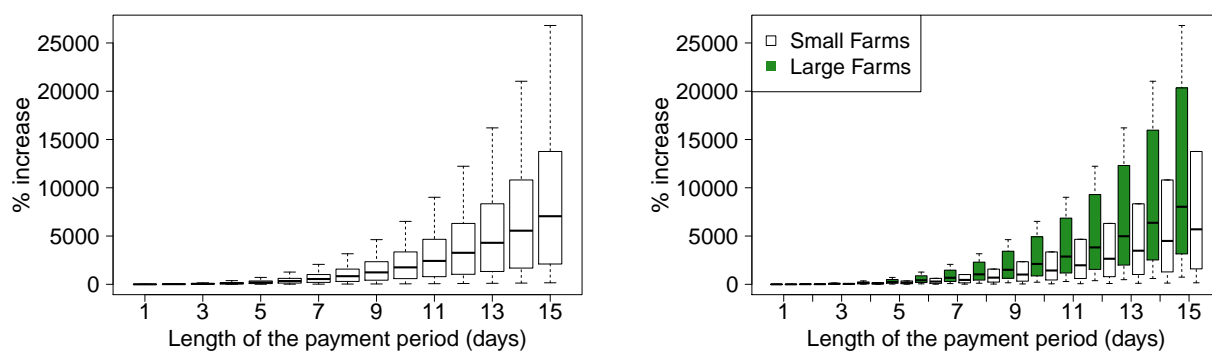 % increase
25000
20000
15000
10000
5000
0
1 3 5 7 9 11 13 15
Length of the payment period (days)
% increase
25000
20000
15000
10000
5000
0
Small Farms
Large Farms
1 3 5 7 9 11 13 15
Length of the payment period (days)